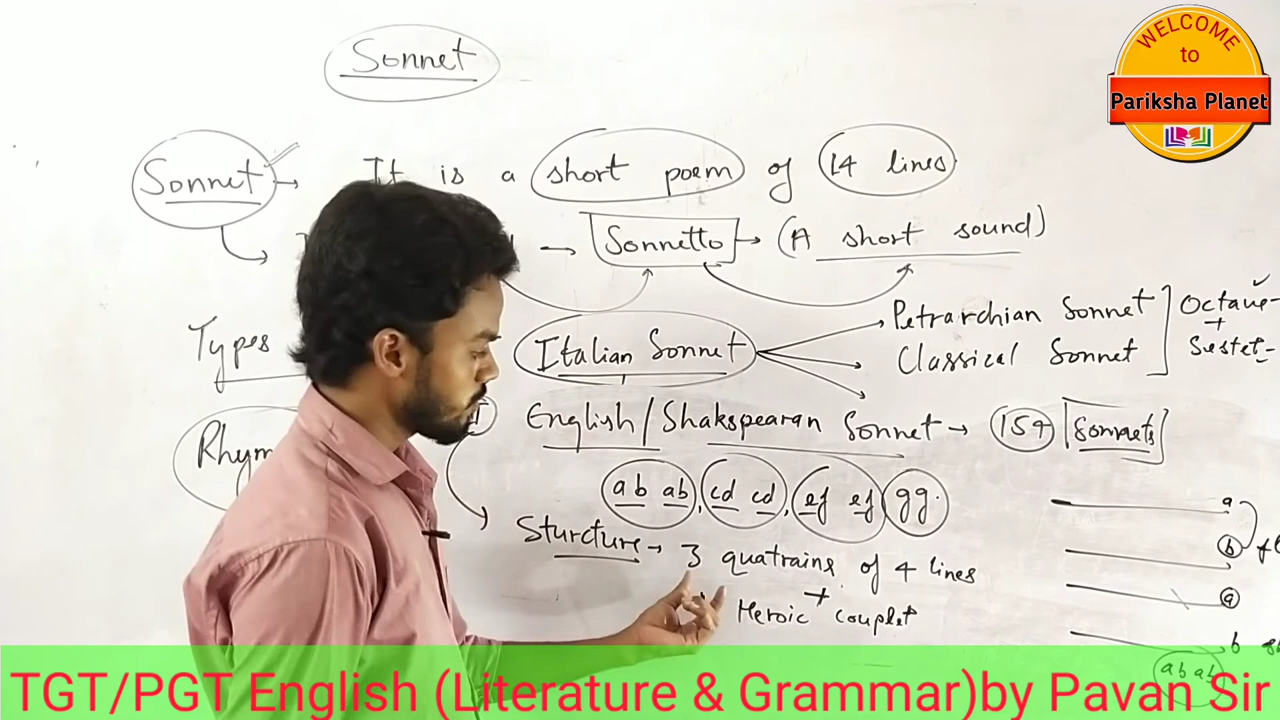 Sonnet
WELCOME
to
Pariksha Planet
Sonnet → It is a short poem of 14 lines
→ Sonnetto → (A short sound)
Types
Italian Sonnet
Petrarchian Sonnet
Classical Sonnet
Octave
+
Sestet
English/Shakspearan Sonnet → 154 Sonnets
Rhym
ab ab, cd cd, ef ef gg.
Sturcture → 3 quatrains of 4 lines
+
Heroic couplet
a
b
a
b
ab ab
TGT/PGT English (Literature & Grammar)by Pavan Sir